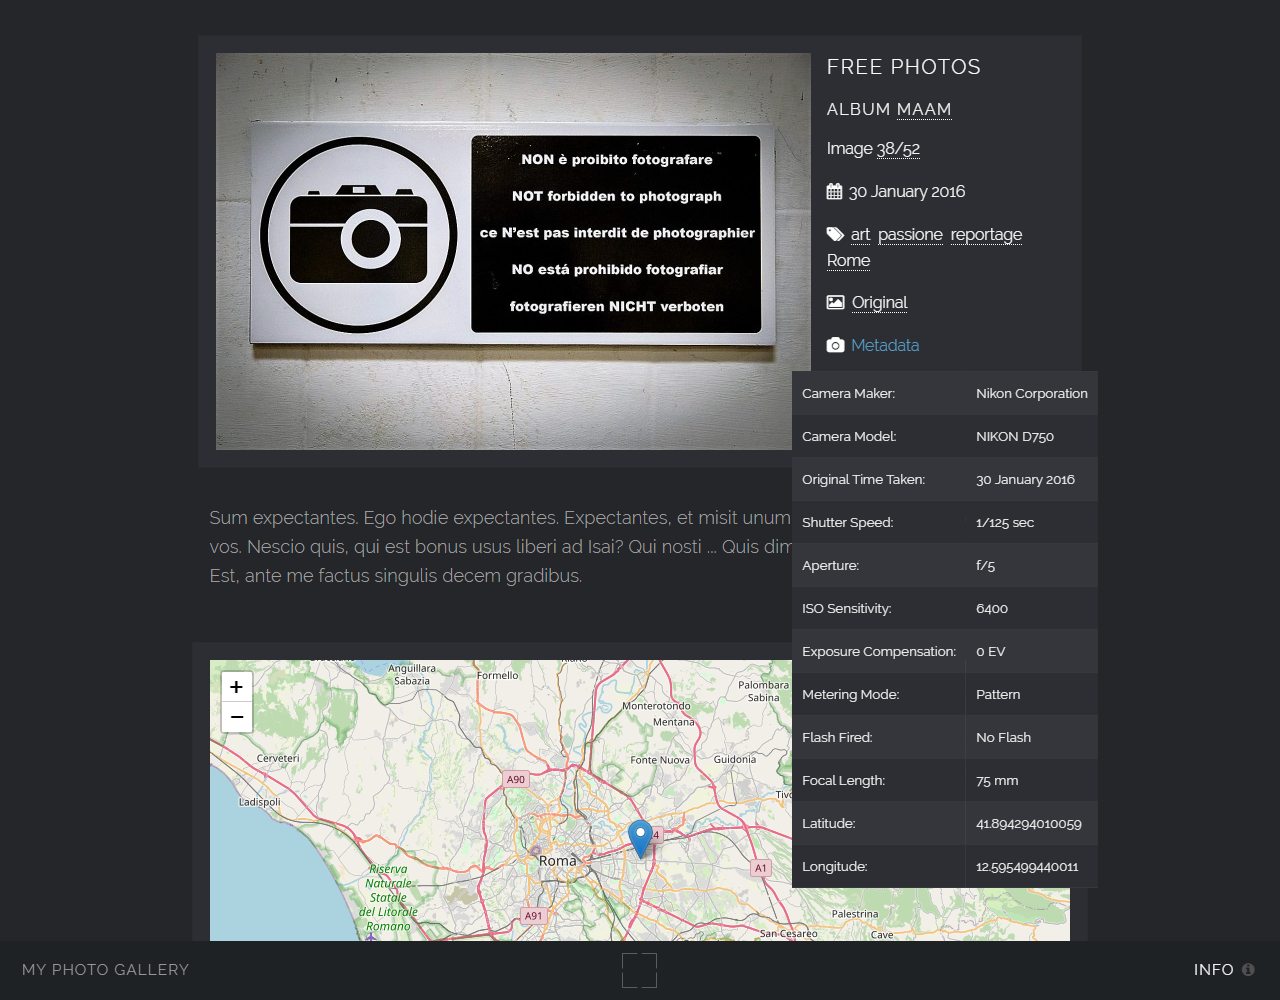 FREE PHOTOS
ALBUM MAAM
Image 38/52
30 January 2016
art passione reportage
Rome
Original
Metadata
NON è proibito fotografare
NOT forbidden to photograph
ce N'est pas interdit de photographier
NO está prohibido fotografiar
fotografieren NICHT verboten
Camera Maker: Nikon Corporation
Camera Model: NIKON D750
Original Time Taken: 30 January 2016
Shutter Speed: 1/125 sec
Aperture: f/5
ISO Sensitivity: 6400
Exposure Compensation: 0 EV
Metering Mode: Pattern
Flash Fired: No Flash
Focal Length: 75 mm
Latitude: 41.894294010059
Longitude: 12.595499440011
Sum expectantes. Ego hodie expectantes. Expectantes, et misit unum
vos. Nescio quis, qui est bonus usus liberi ad Isai? Qui nosti ... Quis
Est, ante me factus singulis decem gradibus.
+
−
Anguillara
Sabazia
Formello
Palombara
Sabina
Monterotondo
Mentana
Cerveteri
Fonte Nuova
Guidonia
A90
Ladispoli
Roma
A1
Riserva
Naturale
Statale
del Litorale
Romano
A91
Palestrina
San Cesareo
Cave
MY PHOTO GALLERY
INFO